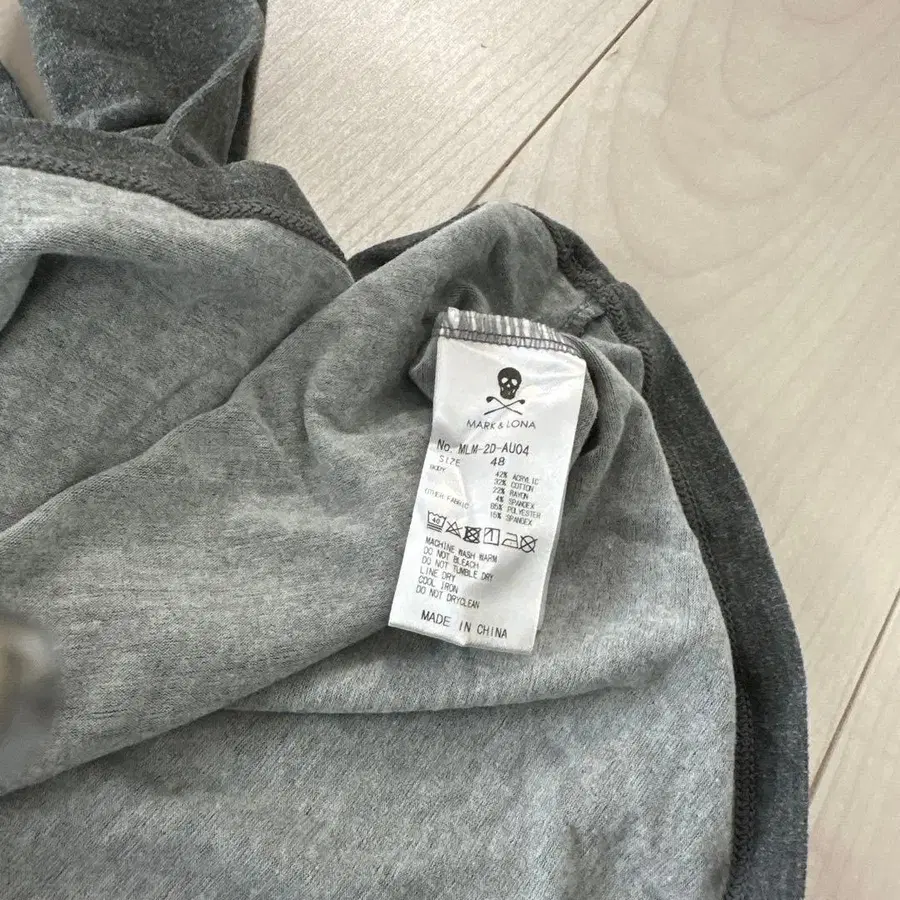 MARK & LONA
No. MLM-2D-AU04
SIZE 48
BODY 42% ACRYLIC
32% COTTON
22% RAYON
4% SPANDEX
OTHER FABRIC 85% POLYESTER
15% SPANDEX
40
MACHINE WASH WARM
DO NOT BLEACH
DO NOT TUMBLE DRY
LINE DRY
COOL IRON
DO NOT DRYCLEAN
MADE IN CHINA